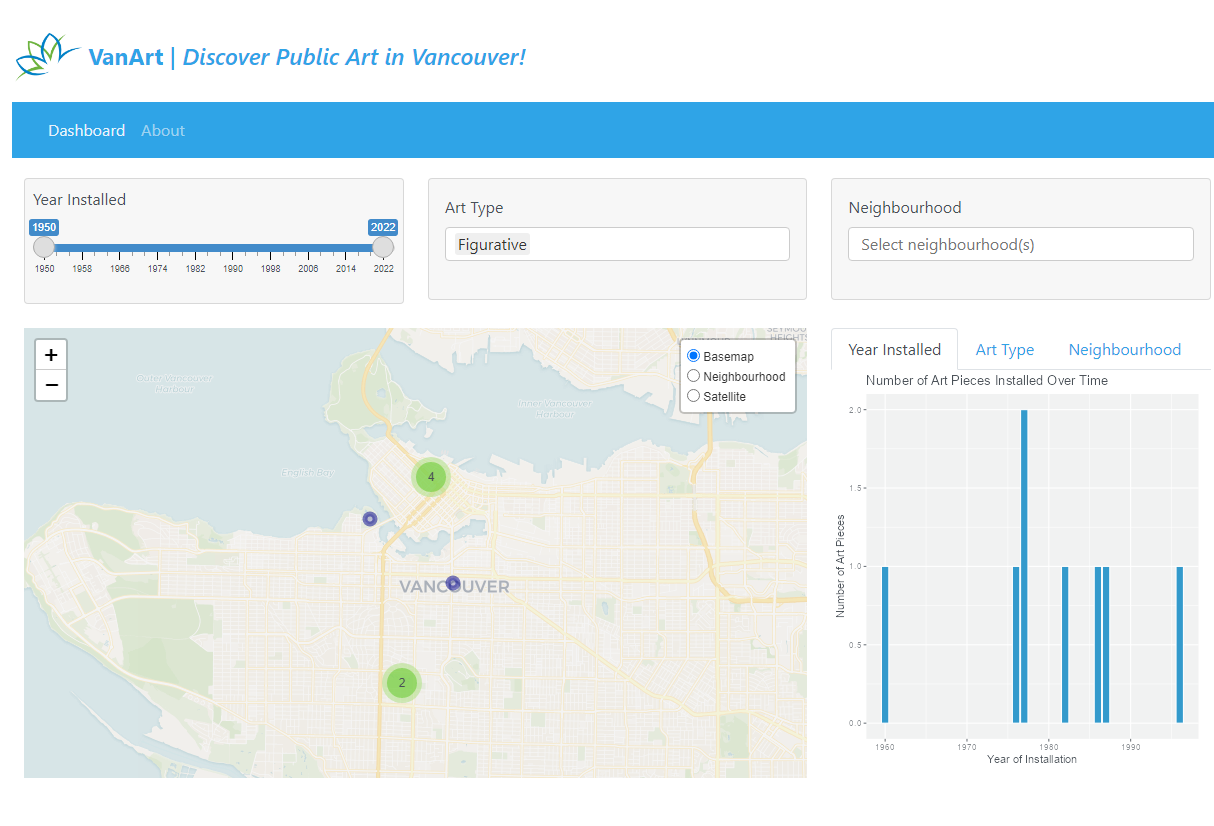 VanArt | Discover Public Art in Vancouver!
Dashboard About
Year Installed
1950 2022
1950 1958 1966 1974 1982 1990 1998 2006 2014 2022
Art Type
Figurative
Neighbourhood
Select neighbourhood(s)
+
−
Outer Vancouver
Harbour
Inner Vancouver
Harbour
English Bay
SEYMOUR
HEIGHTS
Basemap
Neighbourhood
Satellite
4
VANCOUVER
2
Year Installed Art Type Neighbourhood
Number of Art Pieces Installed Over Time
2.0
1.5
1.0
0.5
0.0
Number of Art Pieces
1960 1970 1980 1990
Year of Installation